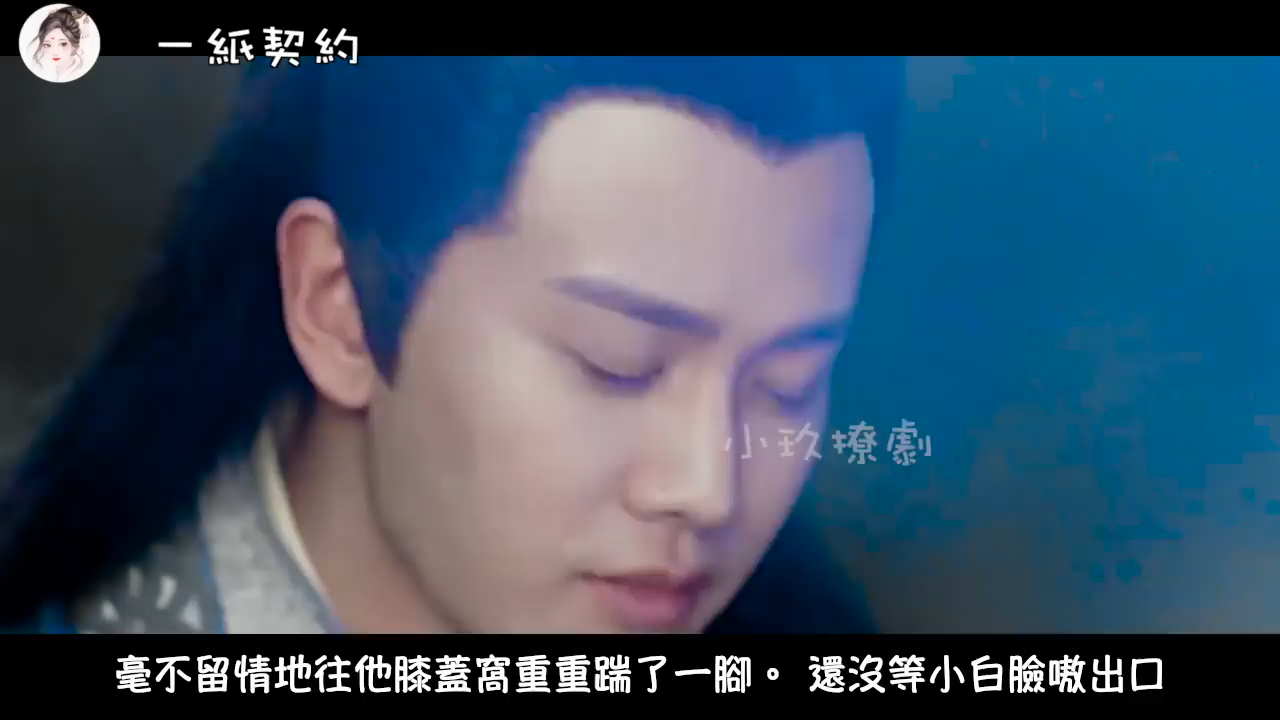 一紙契約
小玖撩劇
毫不留情地往他膝蓋窩重重踹了一腳。 還沒等小白臉嗷出口